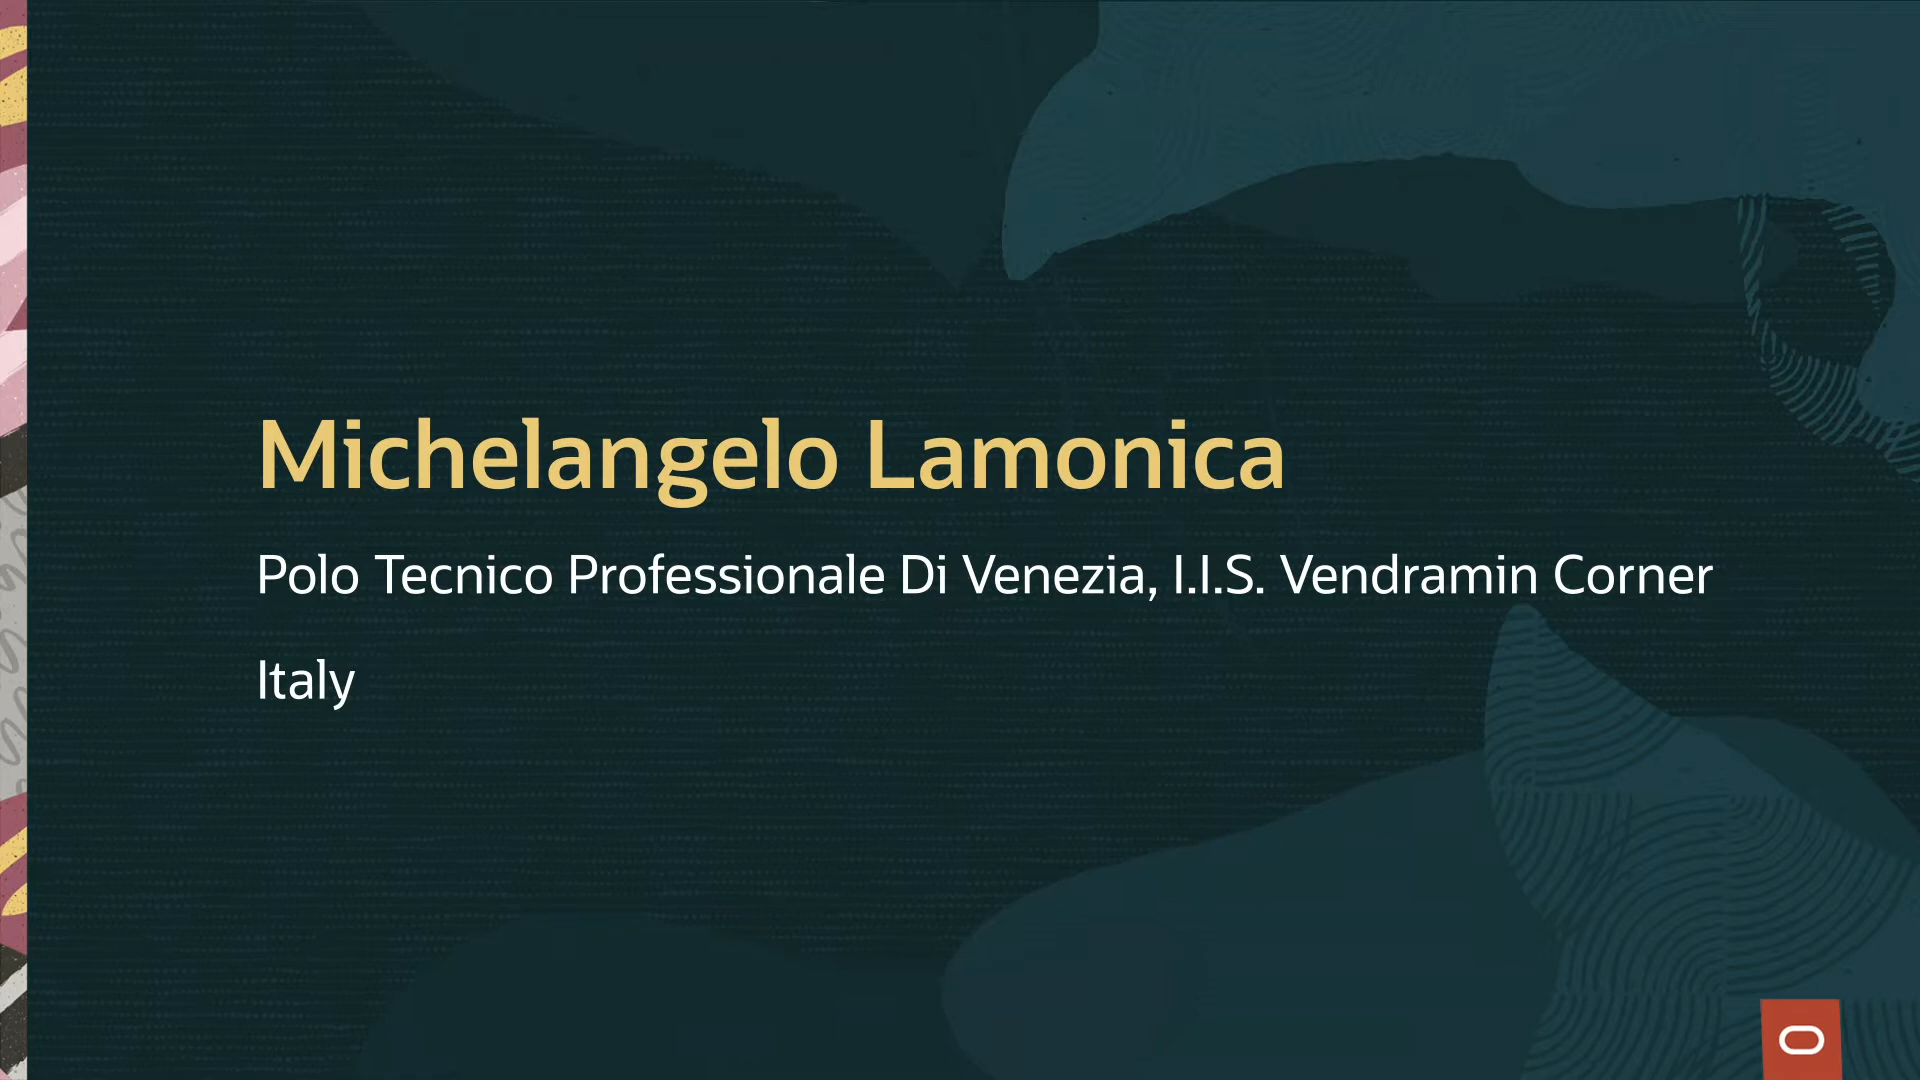 Michelangelo Lamonica
Polo Tecnico Professionale Di Venezia, I.I.S. Vendramin Corner
Italy